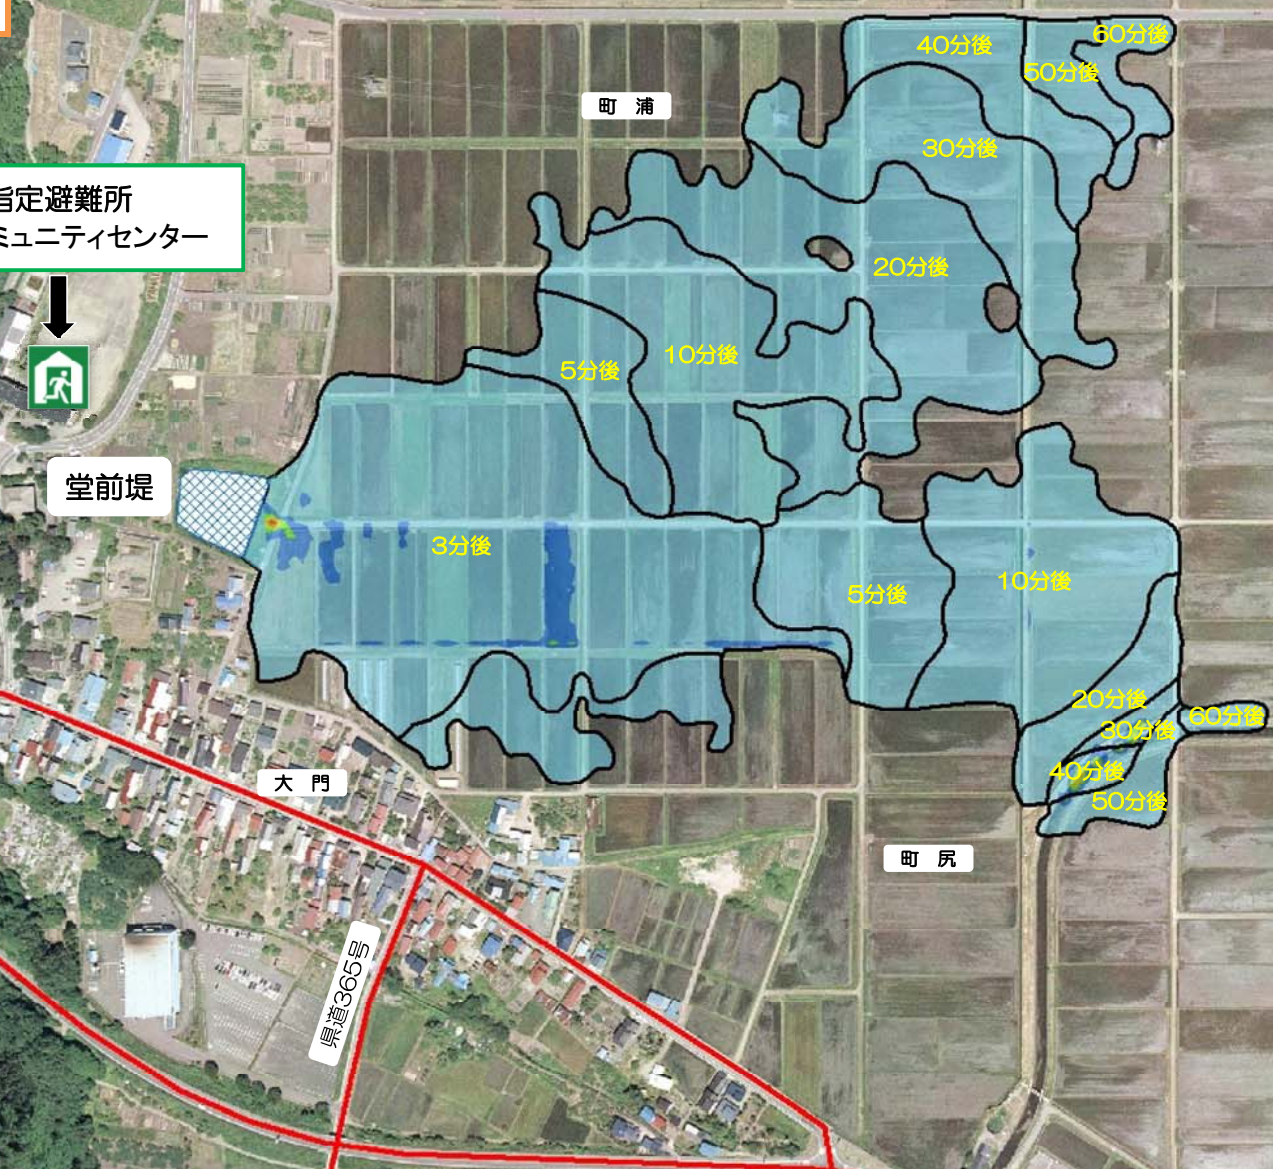 40分後
60分後
50分後
町 浦
30分後
指定避難所
ミュニティセンター
20分後
10分後
5分後
堂前堤
3分後
10分後
5分後
20分後
60分後
30分後
40分後
50分後
大 門
町 尻
県道365号